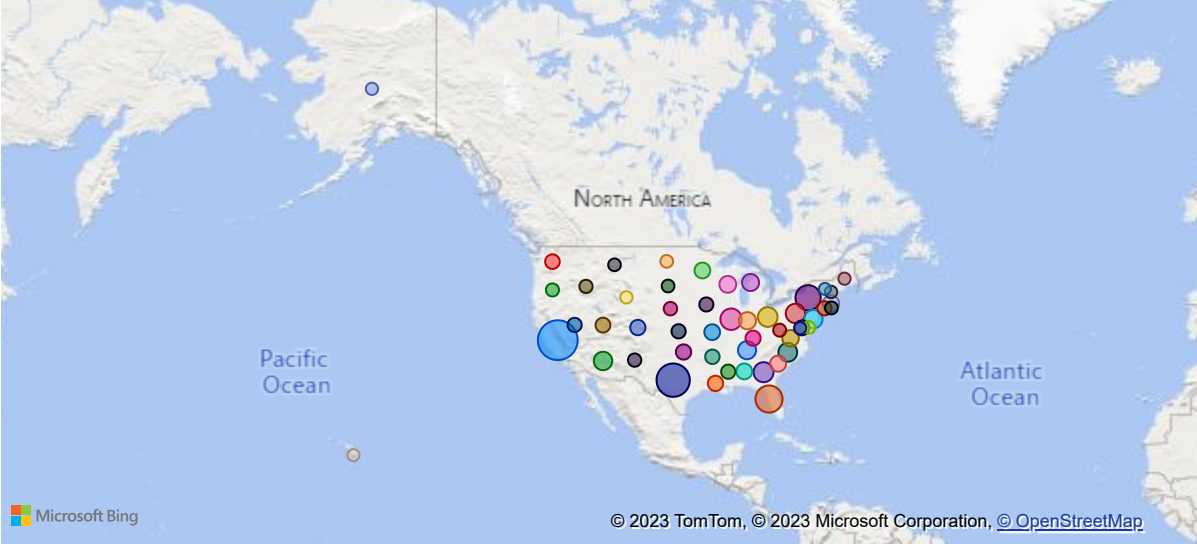 NORTH AMERICA
Pacific
Ocean
Atlantic
Ocean
Microsoft Bing
© 2023 TomTom, © 2023 Microsoft Corporation, © OpenStreetMap